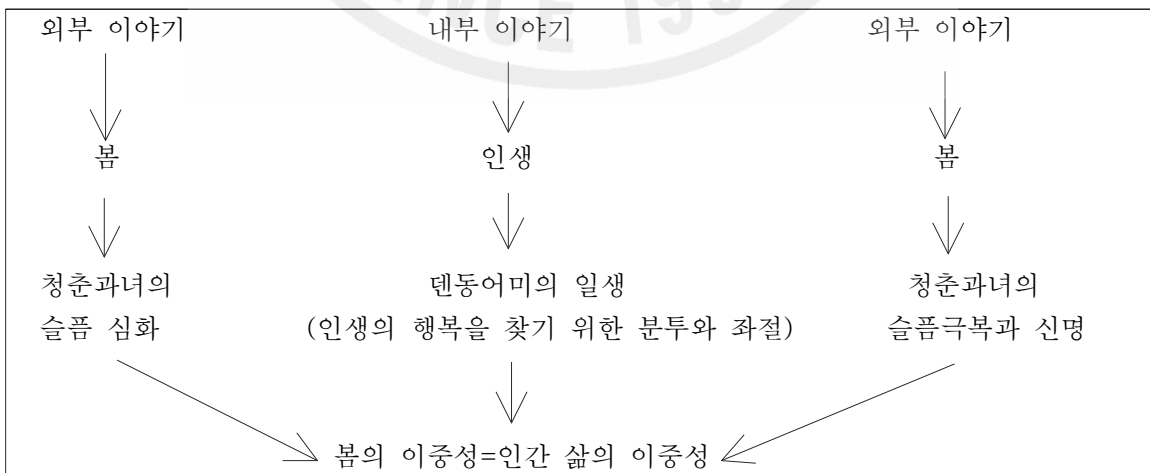 외부 이야기 내부 이야기 외부 이야기
봄 인생 봄
청춘과녀의 덴동어미의 일생 청춘과녀의
슬픔 심화 (인생의 행복을 찾기 위한 분투와 좌절) 슬픔극복과 신명
봄의 이중성=인간 삶의 이중성